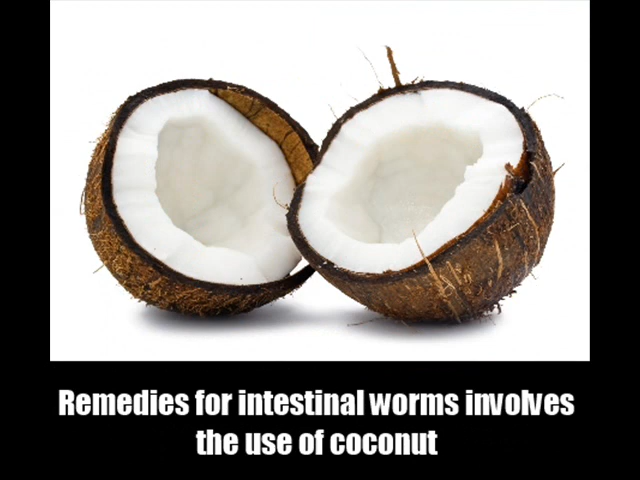 Remedies for intestinal worms involves
the use of coconut